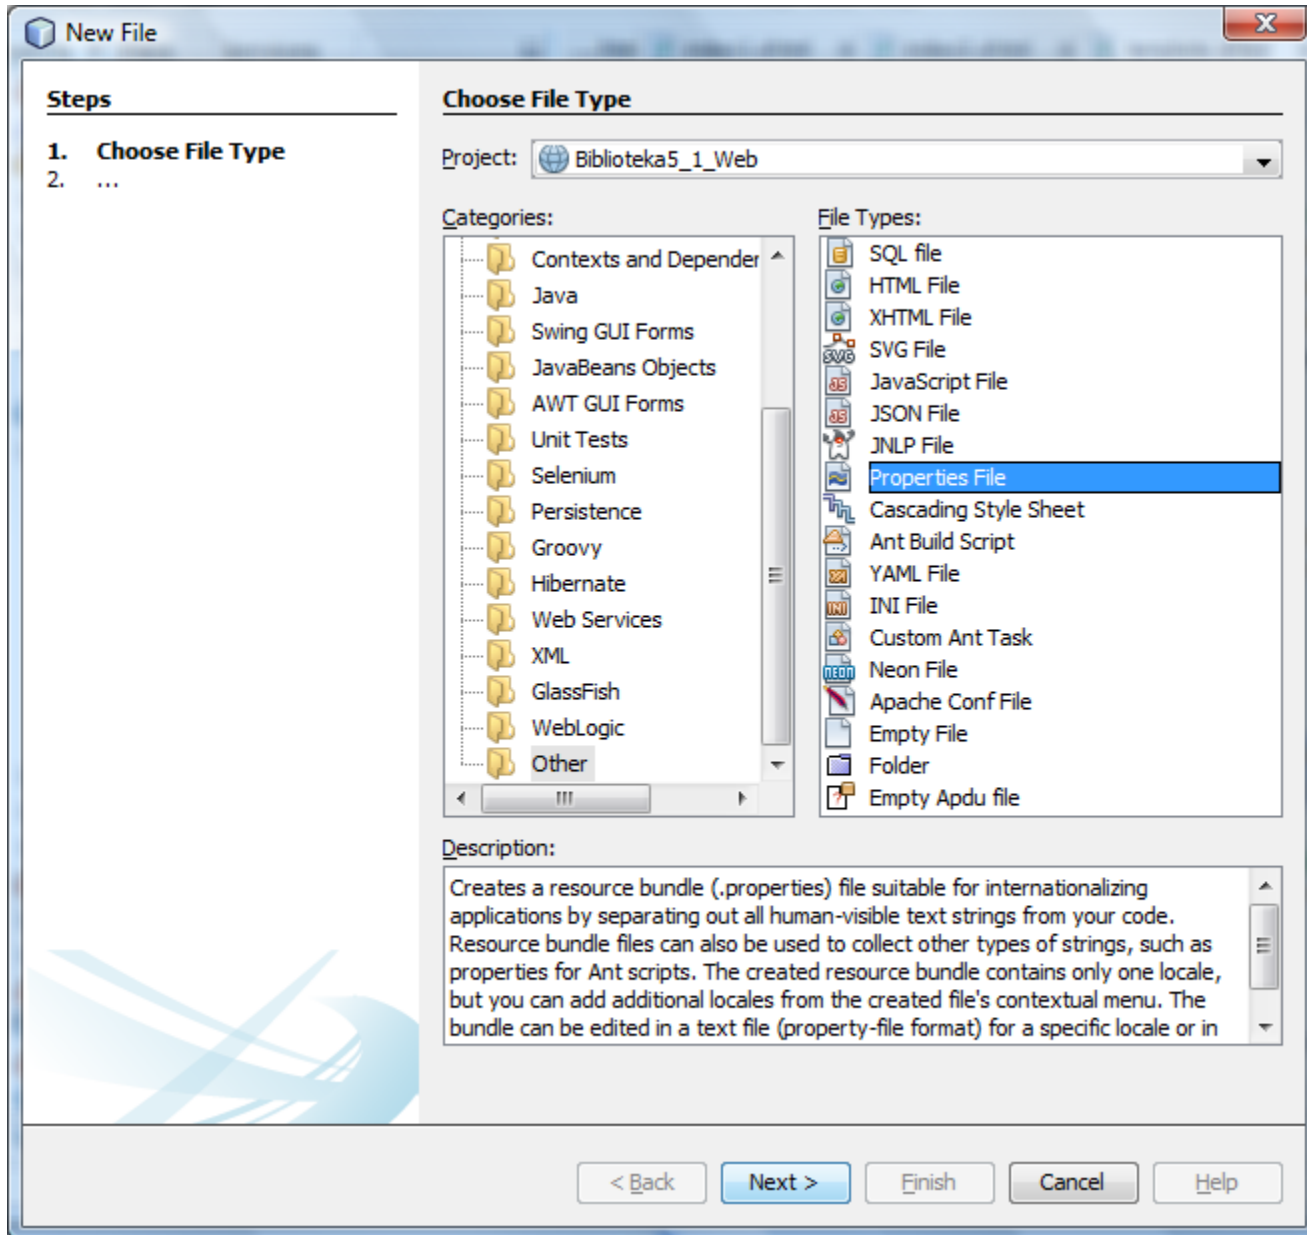 New File
Steps
1. Choose File Type
2. ...
Choose File Type
Project: Biblioteka5_1_Web
Categories:
Contexts and Depender
Java
Swing GUI Forms
JavaBeans Objects
AWT GUI Forms
Unit Tests
Selenium
Persistence
Groovy
Hibernate
Web Services
XML
GlassFish
WebLogic
Other
File Types:
SQL file
HTML File
XHTML File
SVG File
JavaScript File
JSON File
JNLP File
Properties File
Cascading Style Sheet
Ant Build Script
YAML File
INI File
Custom Ant Task
Neon File
Apache Conf File
Empty File
Folder
Empty Apdu file
Description:
Creates a resource bundle (.properties) file suitable for internationalizing
applications by separating out all human-visible text strings from your code.
Resource bundle files can also be used to collect other types of strings, such as
properties for Ant scripts. The created resource bundle contains only one locale,
but you can add additional locales from the created file's contextual menu. The
bundle can be edited in a text file (property-file format) for a specific locale or in
< Back Next > Finish Cancel Help